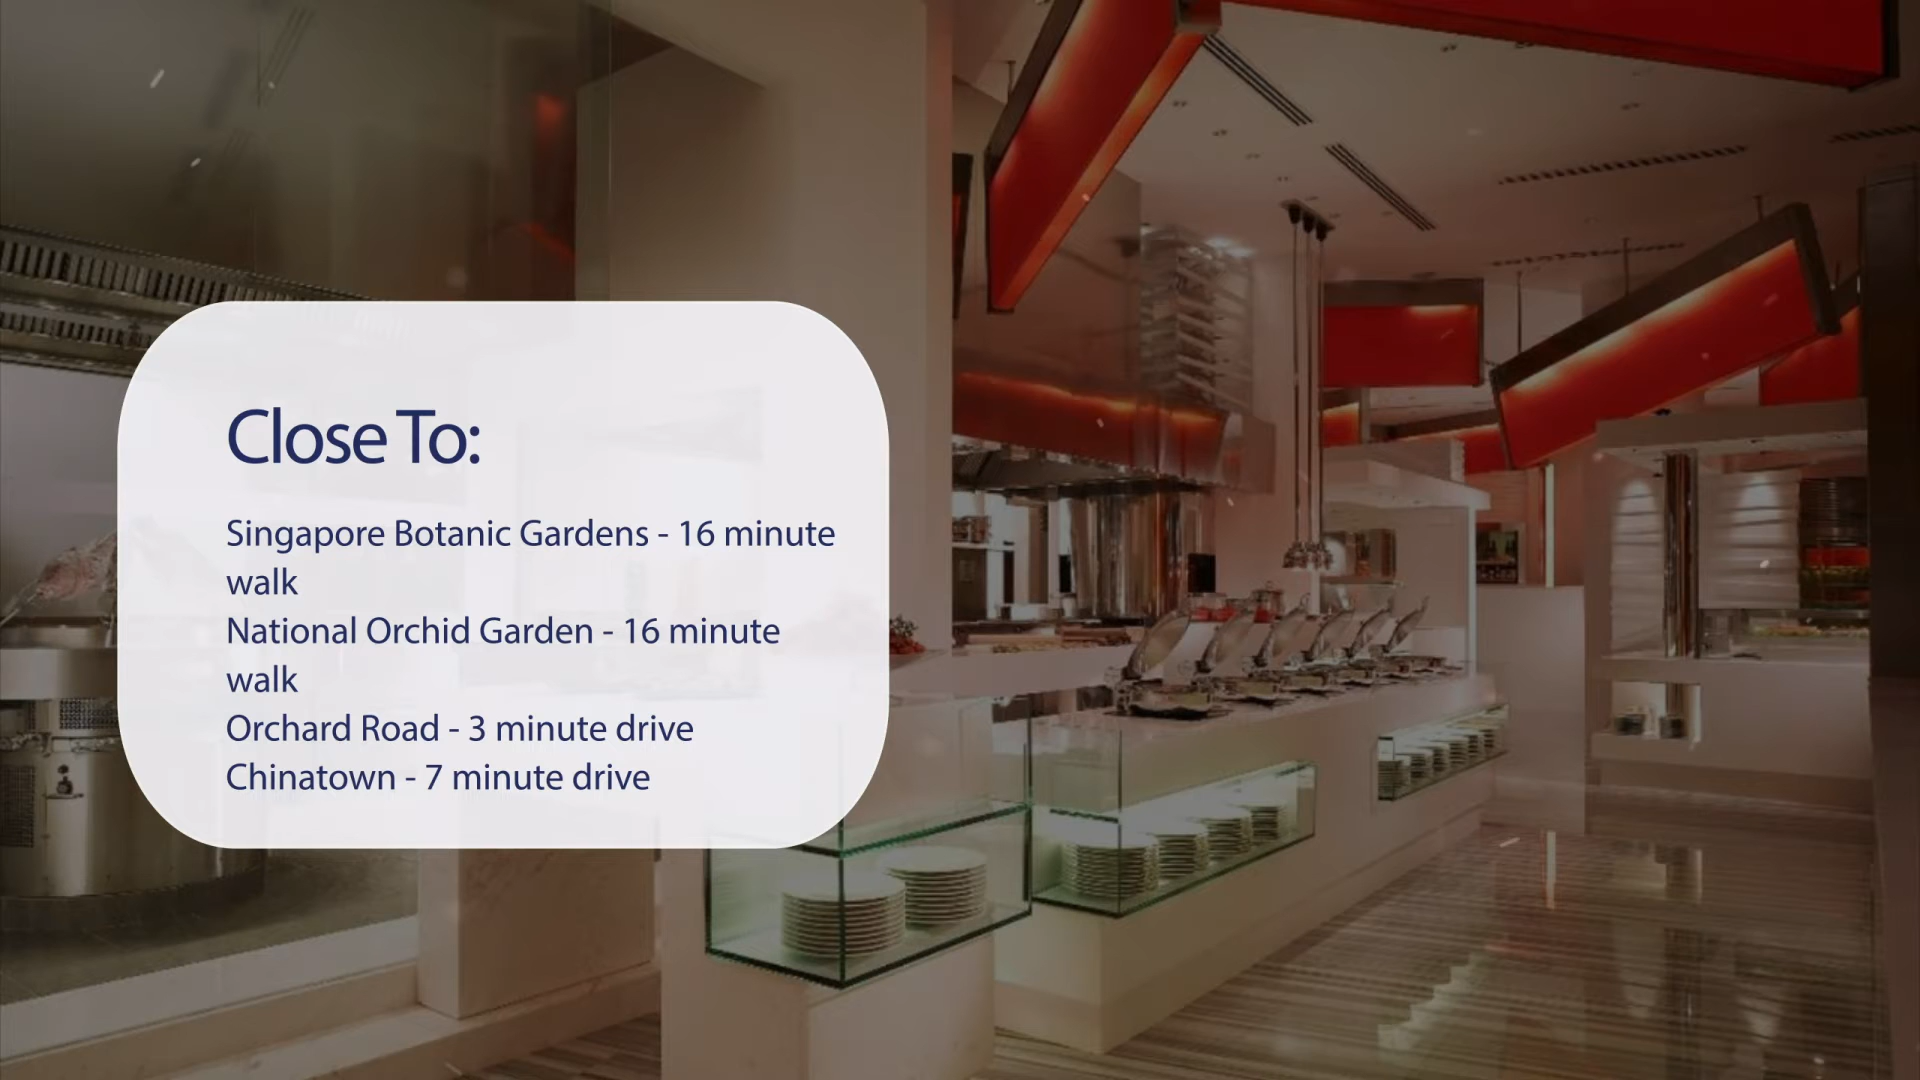 Close To:
Singapore Botanic Gardens - 16 minute
walk
National Orchid Garden - 16 minute
walk
Orchard Road - 3 minute drive
Chinatown - 7 minute drive